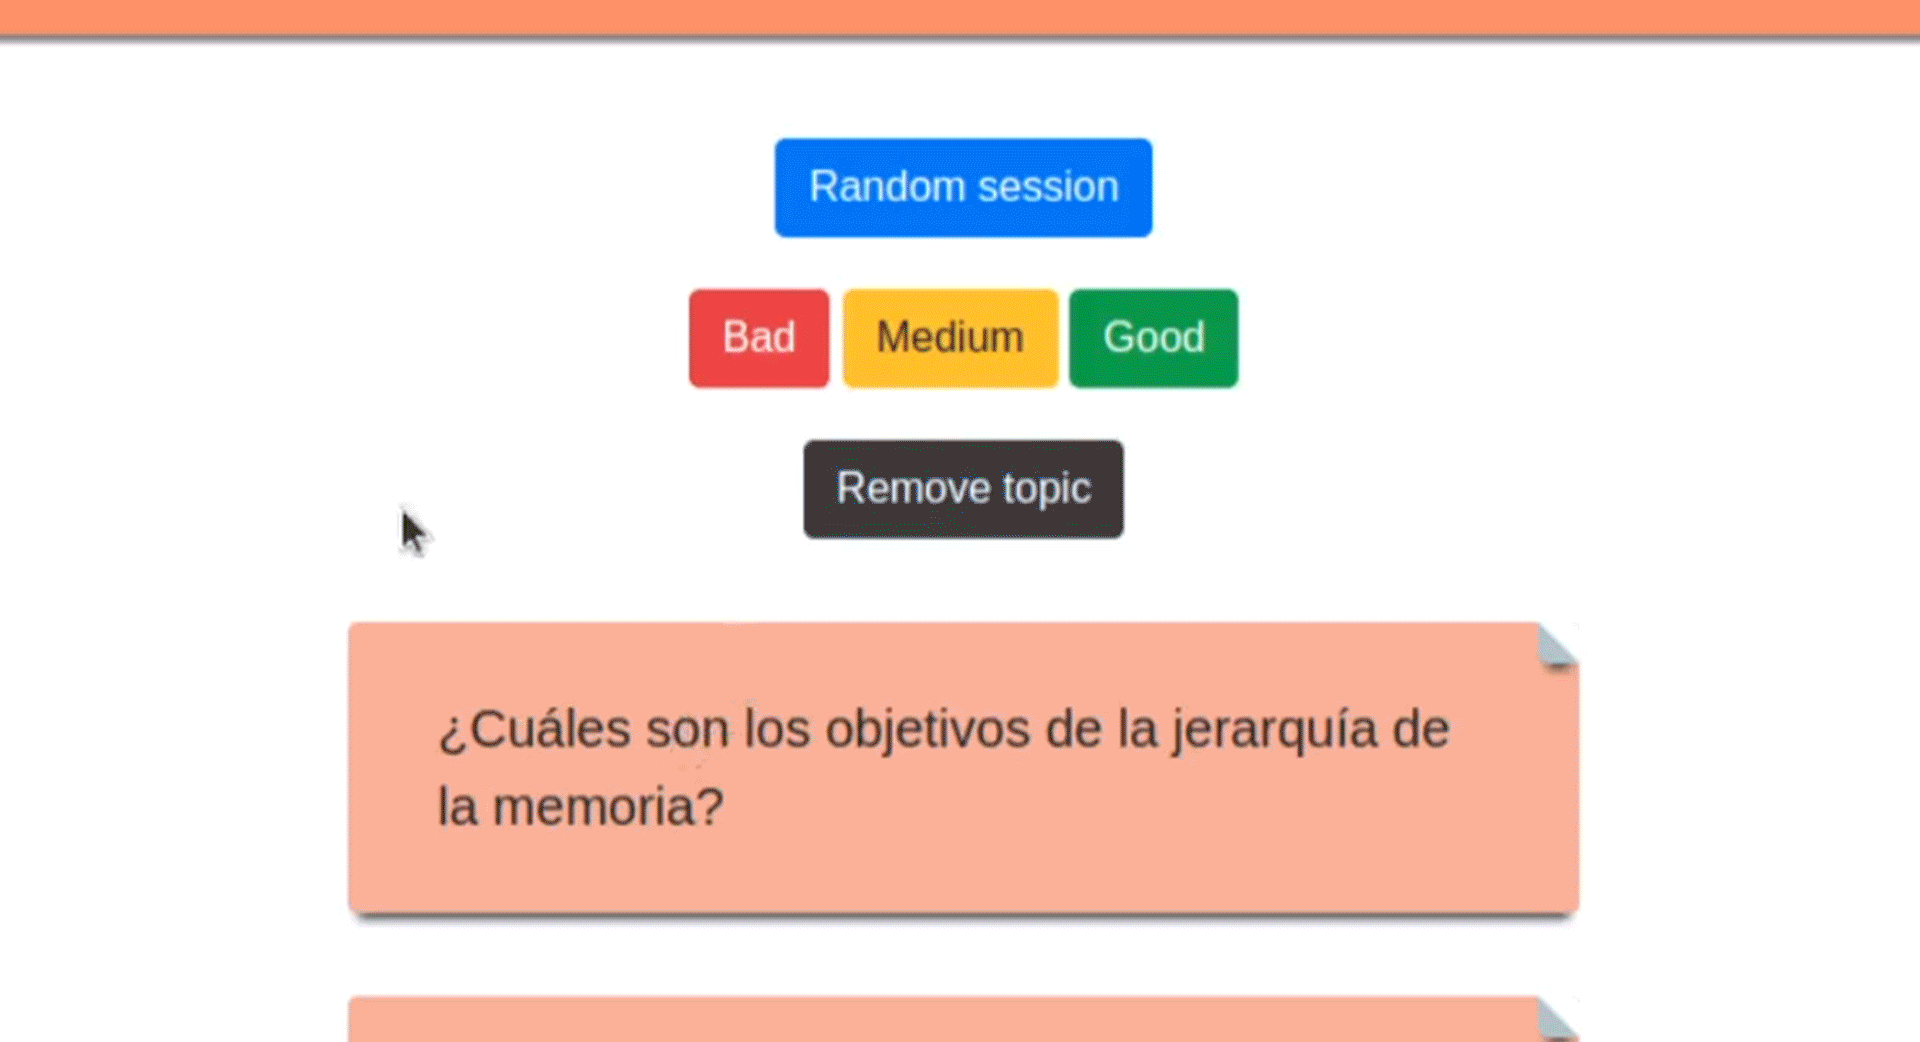 Random session
Bad Medium Good
Remove topic
¿Cuáles son los objetivos de la jerarquía de
la memoria?